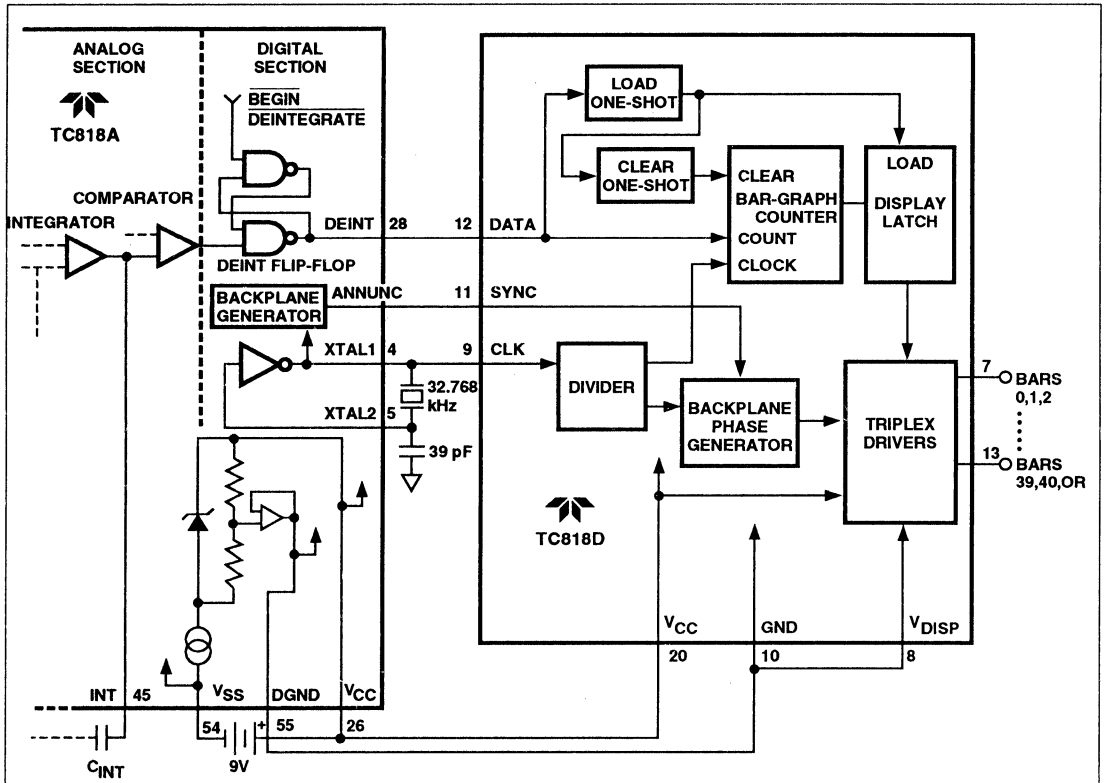 ANALOG
SECTION
TC818A
DIGITAL
SECTION
BEGIN
DEINTEGRATE
COMPARATOR
INTEGRATOR
DEINT 28
DEINT FLIP-FLOP
BACKPLANE
GENERATOR
ANNUNC
XTAL1 4
32.768
kHz
XTAL2 5
39 pF
INT 45
VSS
DGND
VCC
54
+
55
26
9V
CINT
LOAD
ONE-SHOT
CLEAR
ONE-SHOT
CLEAR
BAR-GRAPH
COUNTER
COUNT
CLOCK
LOAD
DISPLAY
LATCH
12 DATA
11 SYNC
9 CLK
DIVIDER
BACKPLANE
PHASE
GENERATOR
TRIPLEX
DRIVERS
7
BARS
0,1,2
13
BARS
39,40,OR
TC818D
VCC
GND
VDISP
20
10
8